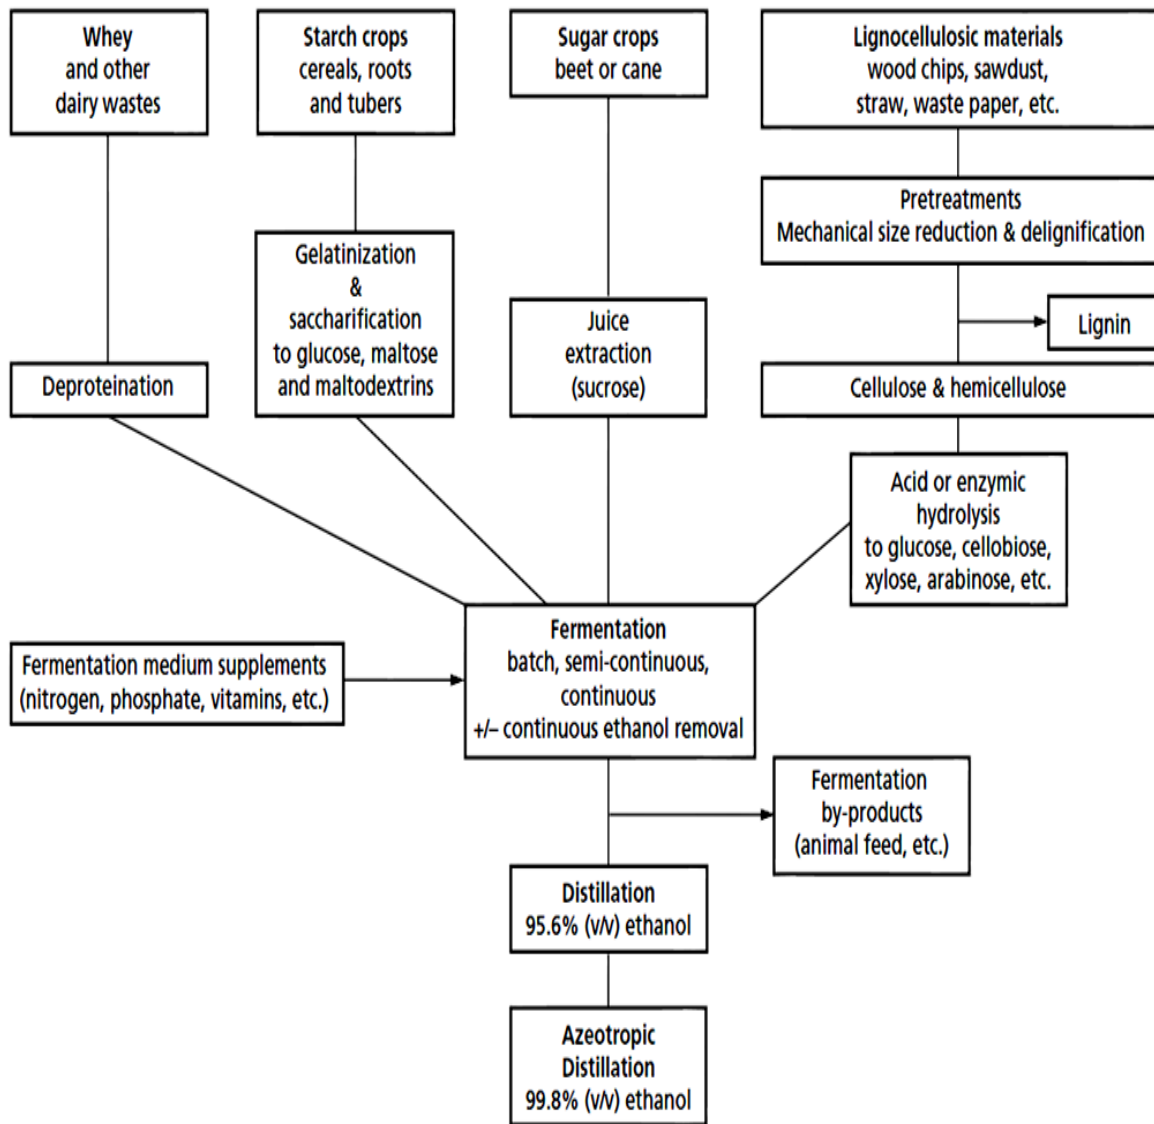 Whey
and other
dairy wastes
Starch crops
cereals, roots
and tubers
Sugar crops
beet or cane
Lignocellulosic materials
wood chips, sawdust,
straw, waste paper, etc.
Pretreatments
Mechanical size reduction & delignification
Gelatinization
&
saccharification
to glucose, maltose
and maltodextrins
Juice
extraction
(sucrose)
Lignin
Deproteination
Cellulose & hemicellulose
Acid or enzymic
hydrolysis
to glucose, cellobiose,
xylose, arabinose, etc.
Fermentation medium supplements
(nitrogen, phosphate, vitamins, etc.)
Fermentation
batch, semi-continuous,
continuous
+/– continuous ethanol removal
Fermentation
by-products
(animal feed, etc.)
Distillation
95.6% (v/v) ethanol
Azeotropic
Distillation
99.8% (v/v) ethanol